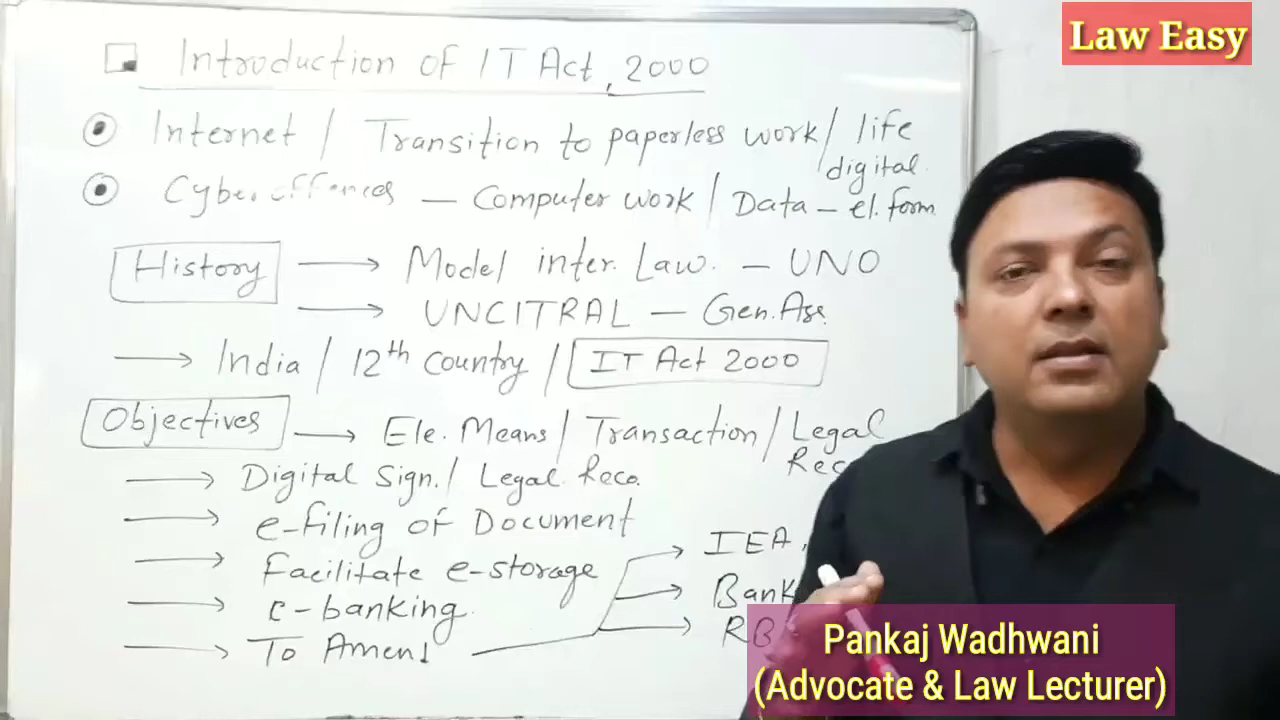 Law Easy
Introduction of IT Act, 2000
Internet / Transition to paperless work / life
digital.
Cyber offences — Computer work / Data – el. form
History → Model inter. Law. – UNO
→ UNCITRAL — Gen. Ass.
→ India / 12th country / IT Act 2000
Objectives → Ele. Means / Transaction / Legal
Rec
→ Digital Sign. / Legal Reco.
→ e-filing of Document
→ Facilitate e-storage
→ e-banking.
→ To Amend
→ IEA,
→ Bank
→ RB
Pankaj Wadhwani
(Advocate & Law Lecturer)